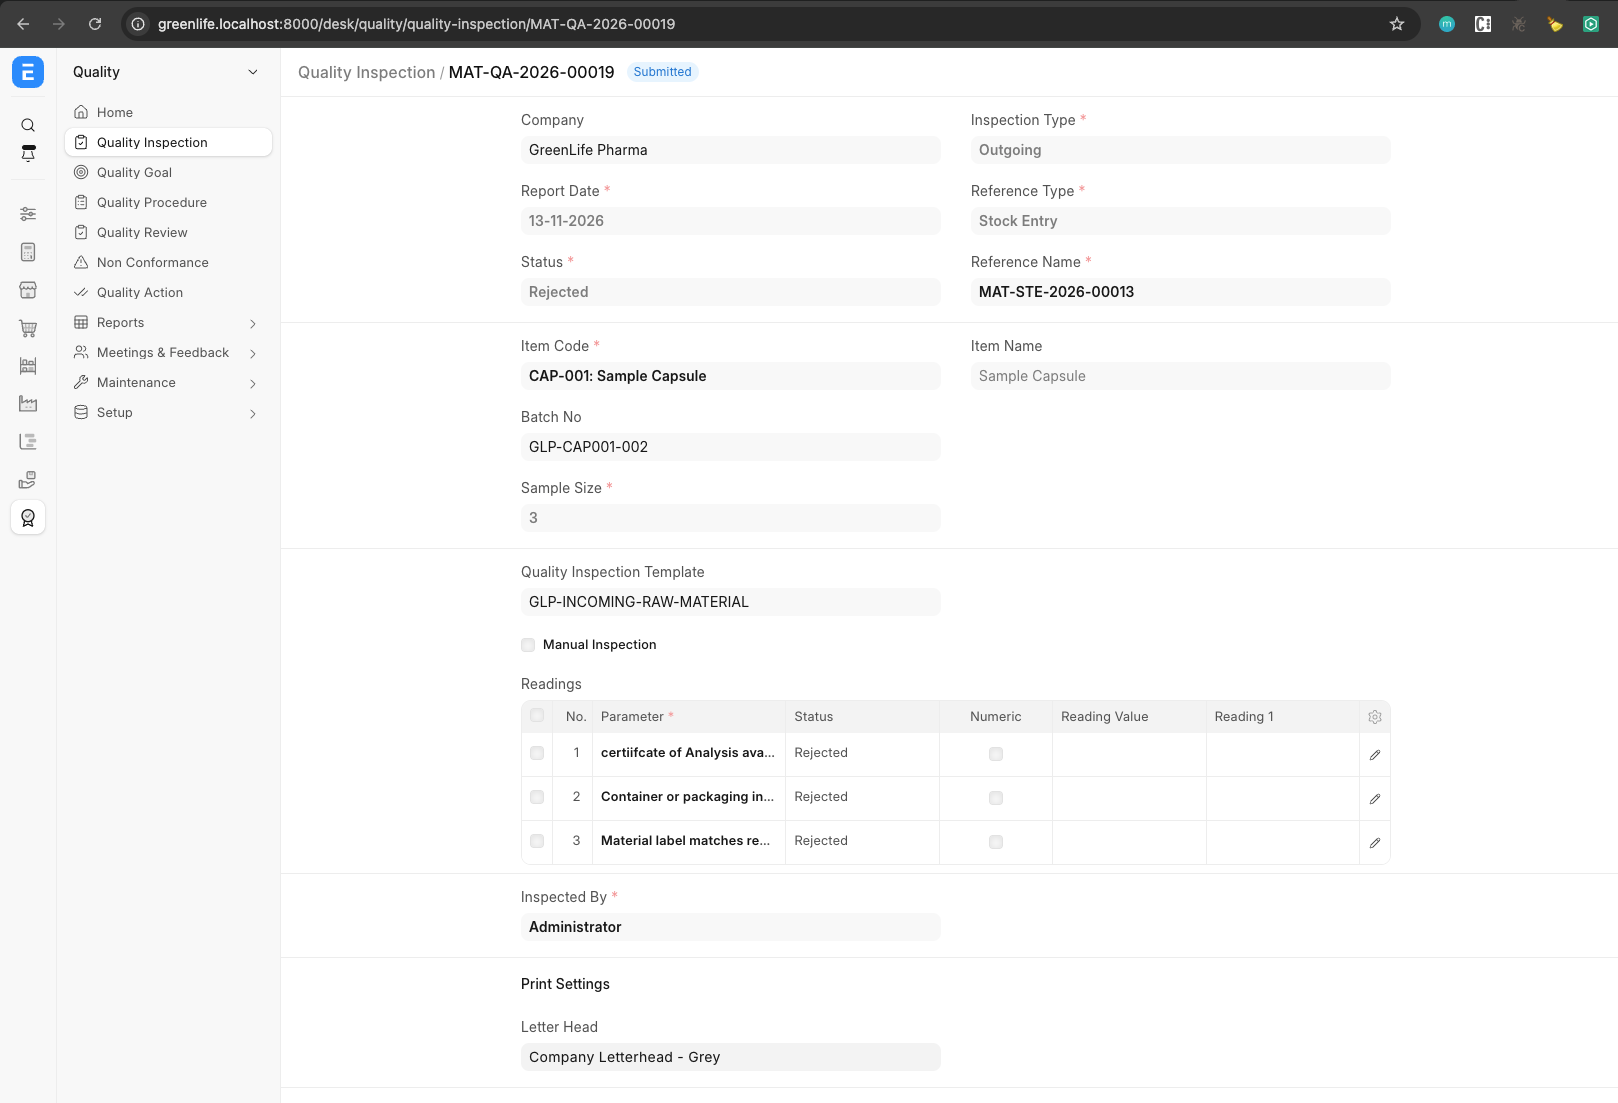 greenlife.localhost:8000/desk/quality/quality-inspection/MAT-QA-2026-00019
Quality
Home
Quality Inspection
Quality Goal
Quality Procedure
Quality Review
Non Conformance
Quality Action
Reports
Meetings & Feedback
Maintenance
Setup
Quality Inspection / MAT-QA-2026-00019 Submitted
Company
GreenLife Pharma
Inspection Type *
Outgoing
Report Date *
13-11-2026
Reference Type *
Stock Entry
Status *
Rejected
Reference Name *
MAT-STE-2026-00013
Item Code *
CAP-001: Sample Capsule
Item Name
Sample Capsule
Batch No
GLP-CAP001-002
Sample Size *
3
Quality Inspection Template
GLP-INCOMING-RAW-MATERIAL
Manual Inspection
Readings
No. Parameter * Status Numeric Reading Value Reading 1
1 certiifcate of Analysis ava... Rejected
2 Container or packaging in... Rejected
3 Material label matches re... Rejected
Inspected By *
Administrator
Print Settings
Letter Head
Company Letterhead - Grey